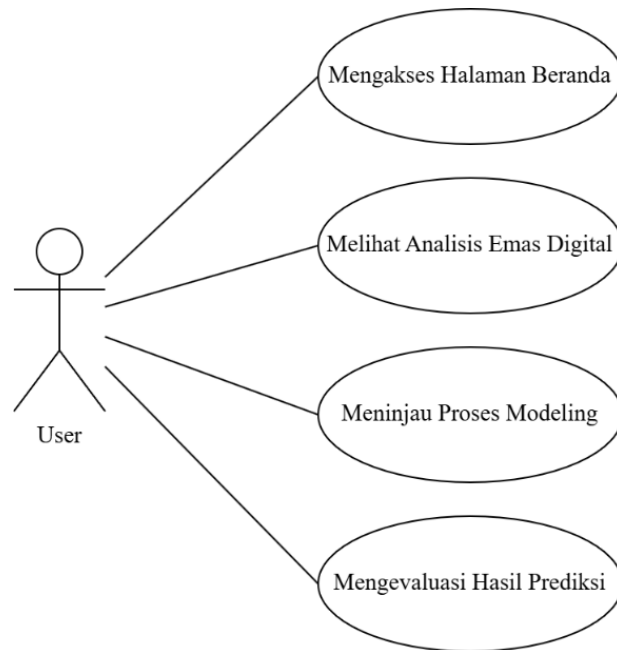 Mengakses Halaman Beranda
Melihat Analisis Emas Digital
Meninjau Proses Modeling
User
Mengevaluasi Hasil Prediksi